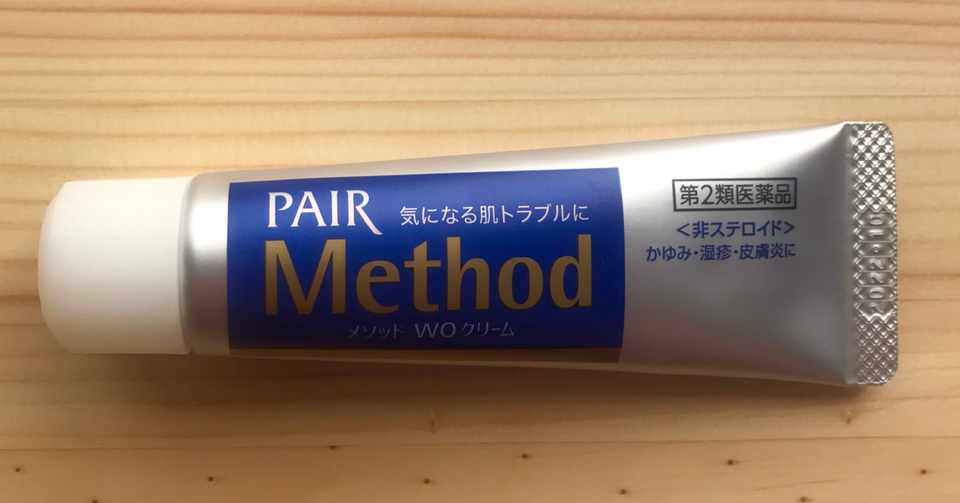 PAIR
気になる肌トラブルに
Method
メソッド WOクリーム
第2類医薬品
<非ステロイド>
かゆみ・湿疹・皮膚炎に